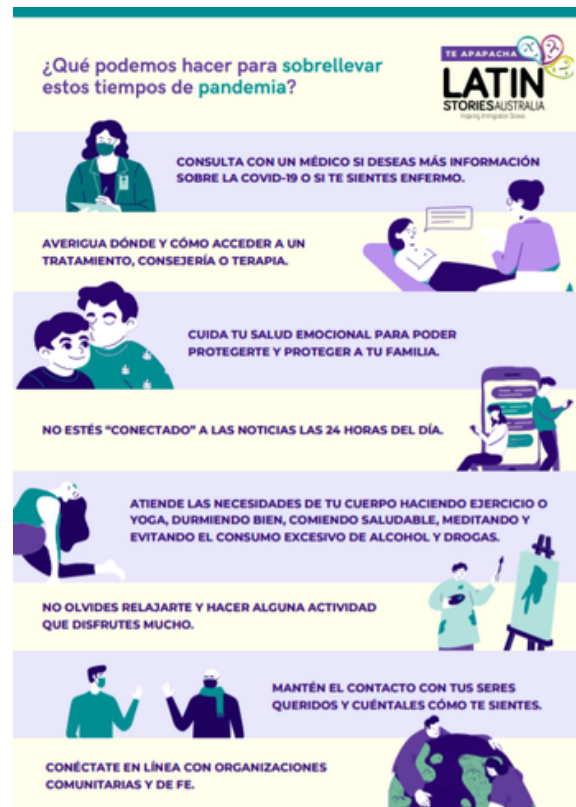 ¿Qué podemos hacer para sobrellevar
estos tiempos de pandemia?
TE APAPACHA
LATIN
STORIESAUSTRALIA
Inspiring Immigration Stories
CONSULTA CON UN MÉDICO SI DESEAS MÁS INFORMACIÓN
SOBRE LA COVID-19 O SI TE SIENTES ENFERMO.
AVERIGUA DÓNDE Y CÓMO ACCEDER A UN
TRATAMIENTO, CONSEJERÍA O TERAPIA.
CUIDA TU SALUD EMOCIONAL PARA PODER
PROTEGERTE Y PROTEGER A TU FAMILIA.
NO ESTÉS "CONECTADO" A LAS NOTICIAS LAS 24 HORAS DEL DÍA.
ATIENDE LAS NECESIDADES DE TU CUERPO HACIENDO EJERCICIO O
YOGA, DURMIENDO BIEN, COMIENDO SALUDABLE, MEDITANDO Y
EVITANDO EL CONSUMO EXCESIVO DE ALCOHOL Y DROGAS.
NO OLVIDES RELAJARTE Y HACER ALGUNA ACTIVIDAD
QUE DISFRUTES MUCHO.
MANTÉN EL CONTACTO CON TUS SERES
QUERIDOS Y CUÉNTALES CÓMO TE SIENTES.
CONÉCTATE EN LÍNEA CON ORGANIZACIONES
COMUNITARIAS Y DE FE.